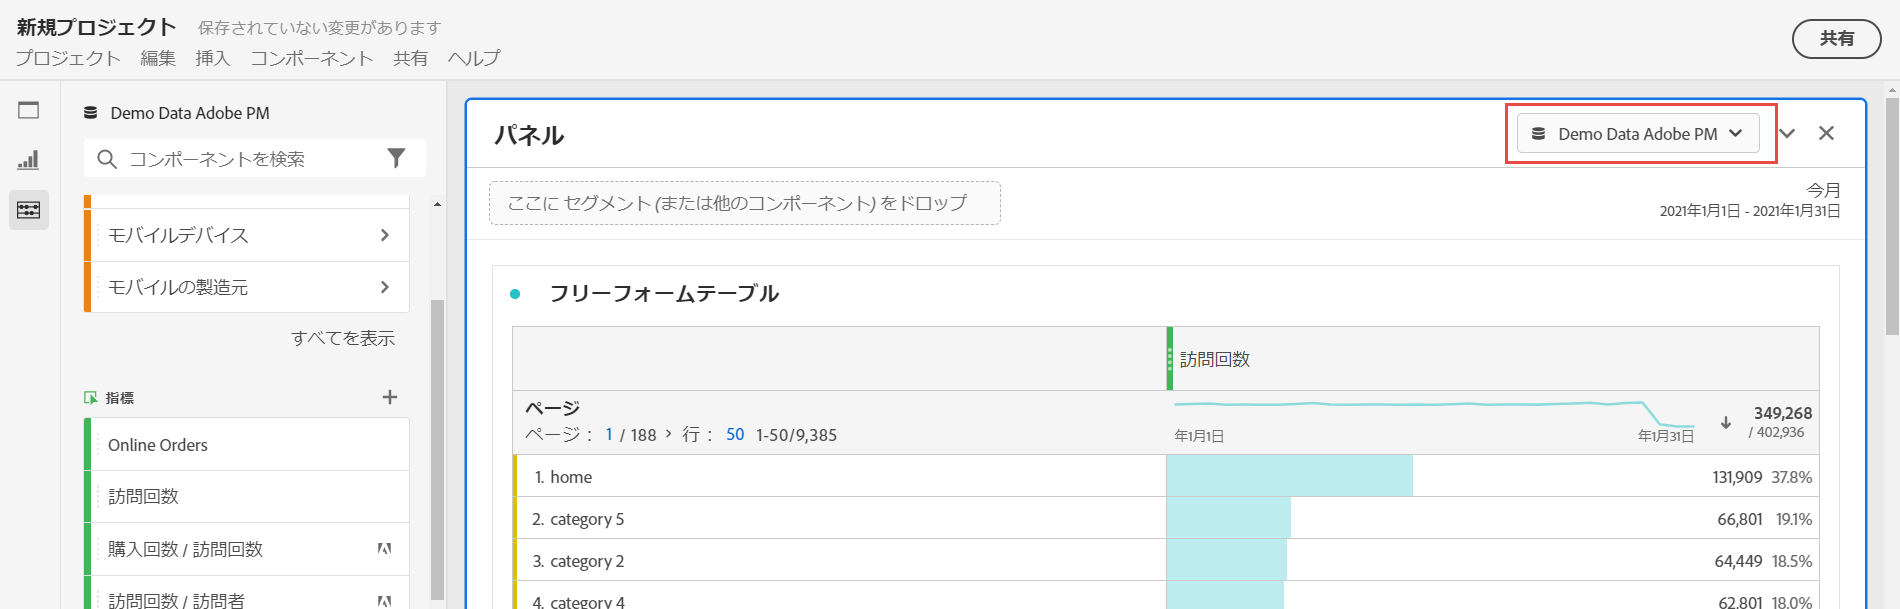 新規プロジェクト 保存されていない変更があります
プロジェクト 編集 挿入 コンポーネント 共有 ヘルプ
共有
Demo Data Adobe PM
コンポーネントを検索
モバイルデバイス
モバイルの製造元
すべてを表示
指標
Online Orders
訪問回数
購入回数 / 訪問回数
訪問回数 / 訪問者
パネル
Demo Data Adobe PM
ここに セグメント (または他のコンポーネント) をドロップ
今月
2021年1月1日 - 2021年1月31日
フリーフォームテーブル
訪問回数
ページ
ページ： 1 / 188 > 行： 50 1-50/9,385
年1月1日 年1月31日
349,268
/ 402,936
1. home 131,909 37.8%
2. category 5 66,801 19.1%
3. category 2 64,449 18.5%
4. category 4 62,801 18.0%